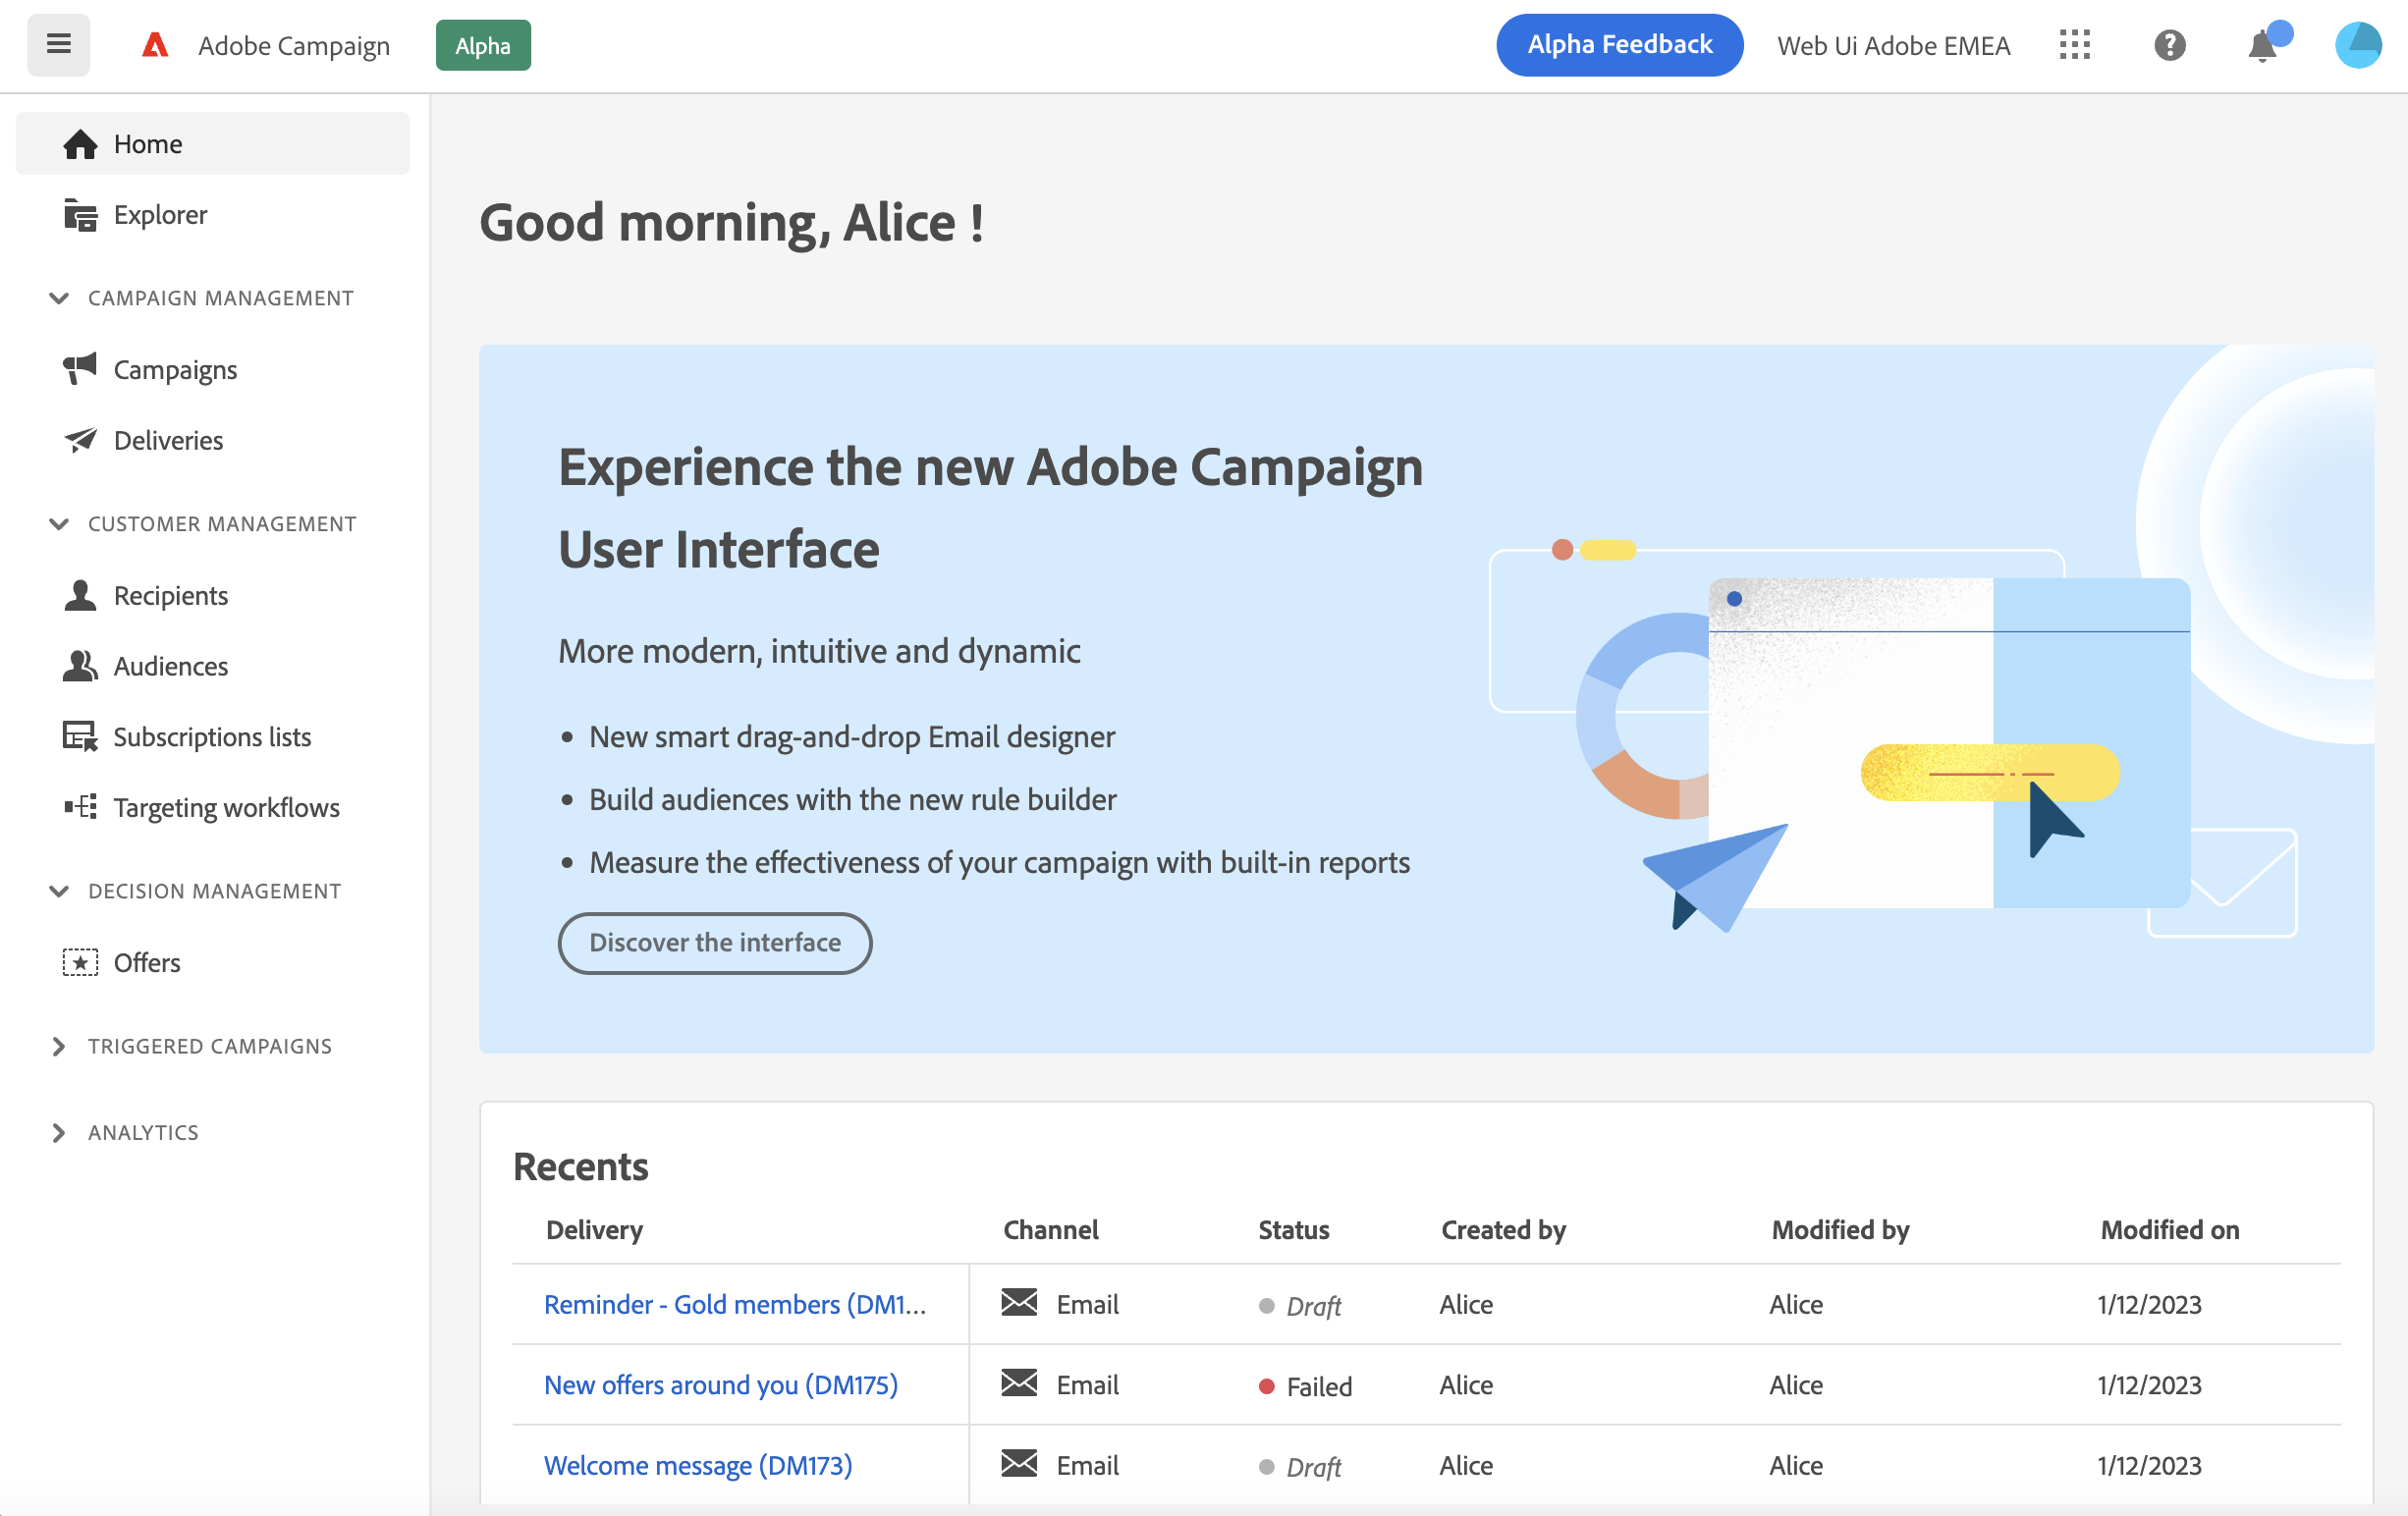 Adobe Campaign
Alpha
Alpha Feedback
Web Ui Adobe EMEA
Home
Explorer
CAMPAIGN MANAGEMENT
Campaigns
Deliveries
CUSTOMER MANAGEMENT
Recipients
Audiences
Subscriptions lists
Targeting workflows
DECISION MANAGEMENT
Offers
TRIGGERED CAMPAIGNS
ANALYTICS
Good morning, Alice !
Experience the new Adobe Campaign
User Interface
More modern, intuitive and dynamic
• New smart drag-and-drop Email designer
• Build audiences with the new rule builder
• Measure the effectiveness of your campaign with built-in reports
Discover the interface
Recents
Delivery Channel Status Created by Modified by Modified on
Reminder - Gold members (DM1... Email Draft Alice Alice 1/12/2023
New offers around you (DM175) Email Failed Alice Alice 1/12/2023
Welcome message (DM173) Email Draft Alice Alice 1/12/2023